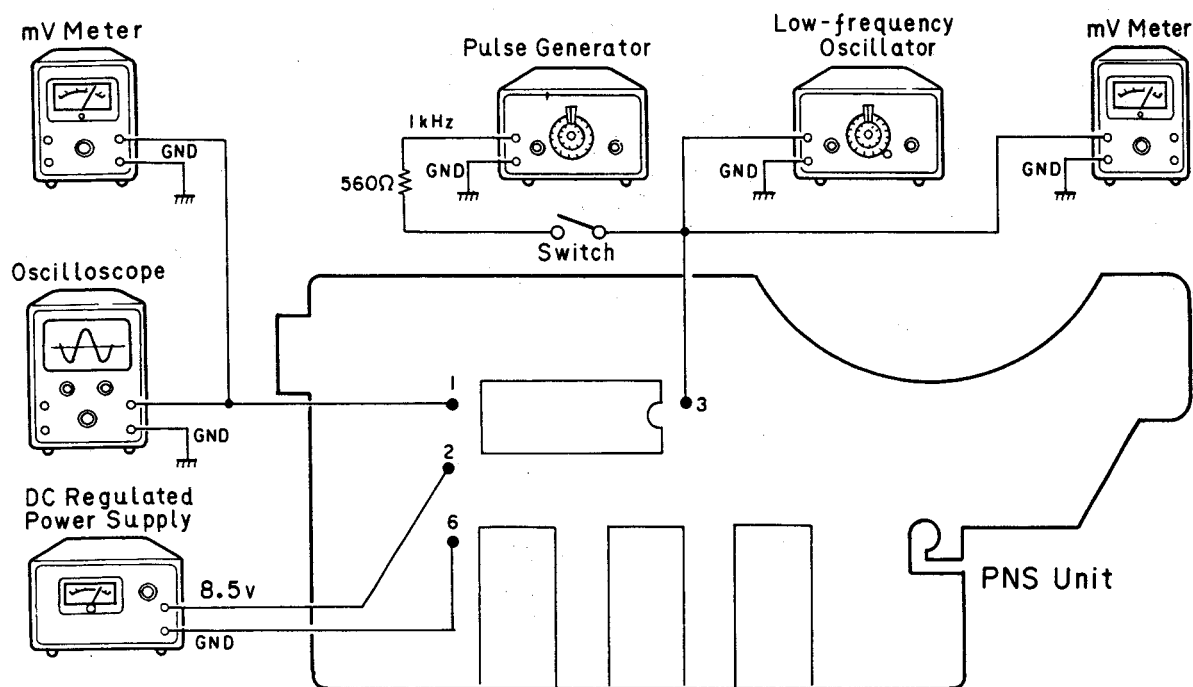 mV Meter
GND
Pulse Generator
1kHz
GND
560Ω
Switch
Low-frequency
Oscillator
GND
mV Meter
GND
Oscilloscope
GND
1
3
2
DC Regulated
Power Supply
6
8.5v
GND
PNS Unit